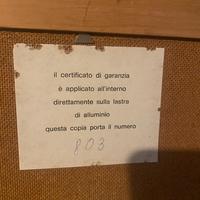 il certificato di garanzia
è applicato all'interno
direttamente sulla lastra
di alluminio
questa copia porta il numero
803